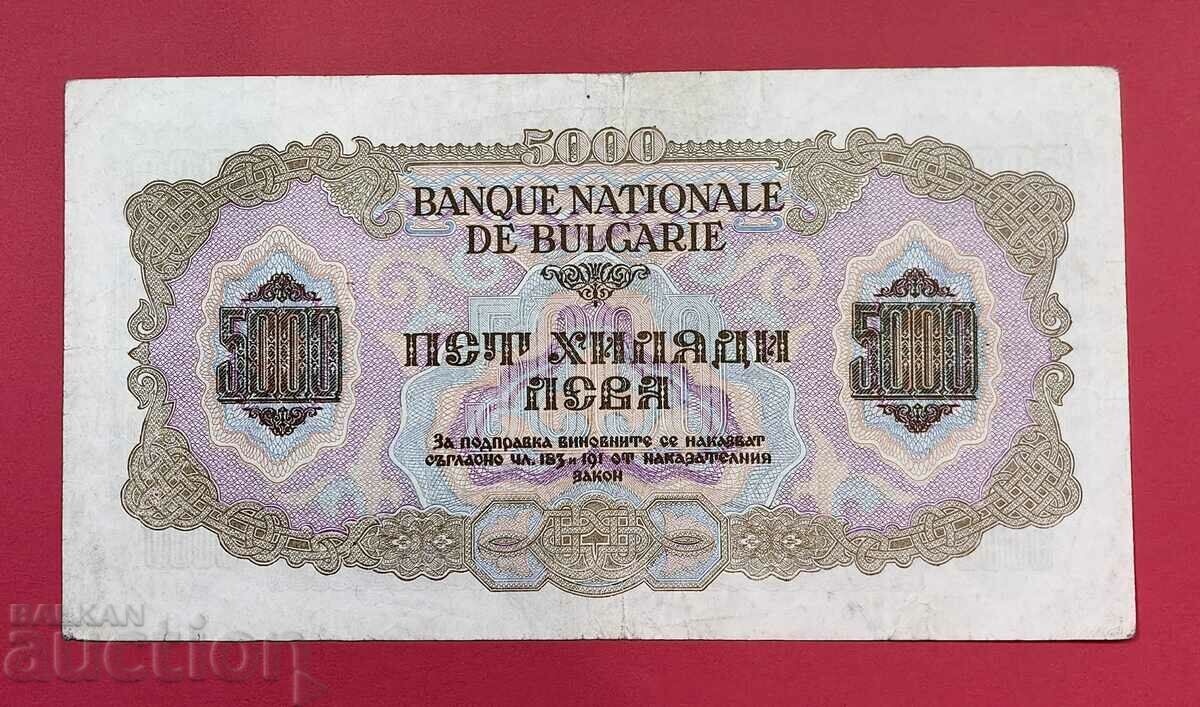 5000
BANQUE NATIONALE
DE BULGARIE
5000
5000
5000
ПЕТ ХИЛЯДИ
ЛЕВА
За подправка виновните се наказват
съгласно чл. 183 и 191 от наказателния
закон
BALKAN
auction